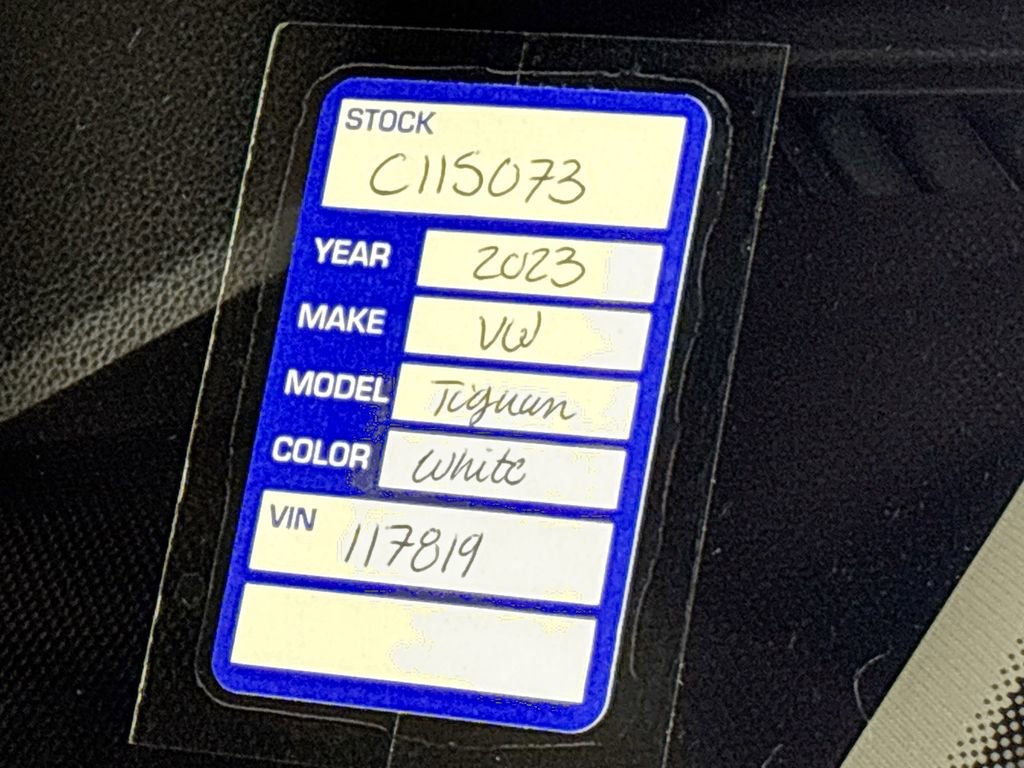 STOCK
C115073
YEAR 2023
MAKE VW
MODEL Tiguan
COLOR White
VIN 117819